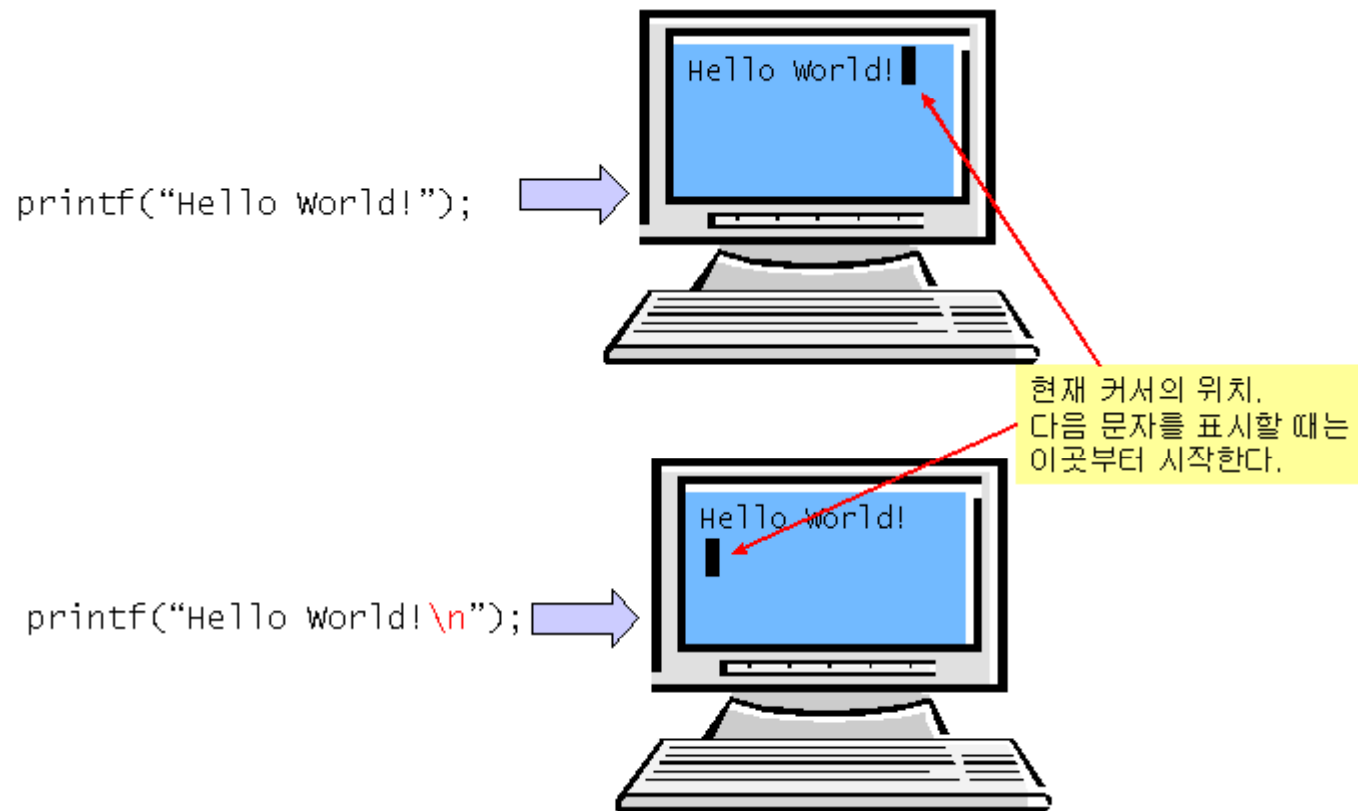 Hello World!
printf(“Hello World!”);
현재 커서의 위치.
다음 문자를 표시할 때는
이곳부터 시작한다.
Hello World!
printf(“Hello World!\n”);